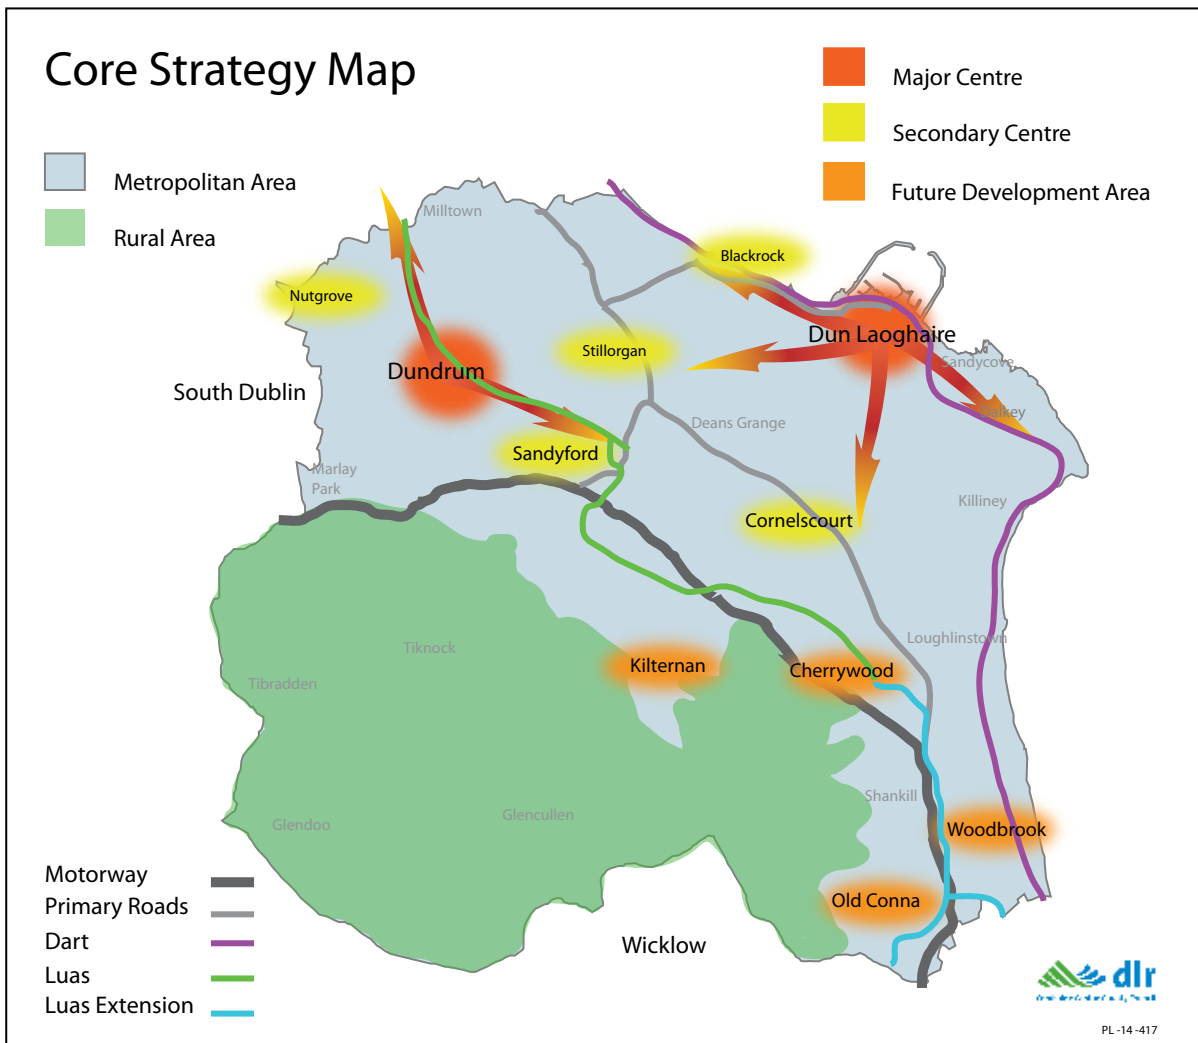 Core Strategy Map
Major Centre
Secondary Centre
Future Development Area
Metropolitan Area
Rural Area
Milltown
Blackrock
Nutgrove
Dun Laoghaire
Stillorgan
Sandycove
Dundrum
South Dublin
Dalkey
Deans Grange
Sandyford
Marlay
Park
Killiney
Cornelscourt
Loughlinstown
Tiknock
Kilternan
Cherrywood
Tibradden
Shankill
Glencullen
Glendoo
Woodbrook
Old Conna
Wicklow
Motorway
Primary Roads
Dart
Luas
Luas Extension
dlr
PL -14 -417